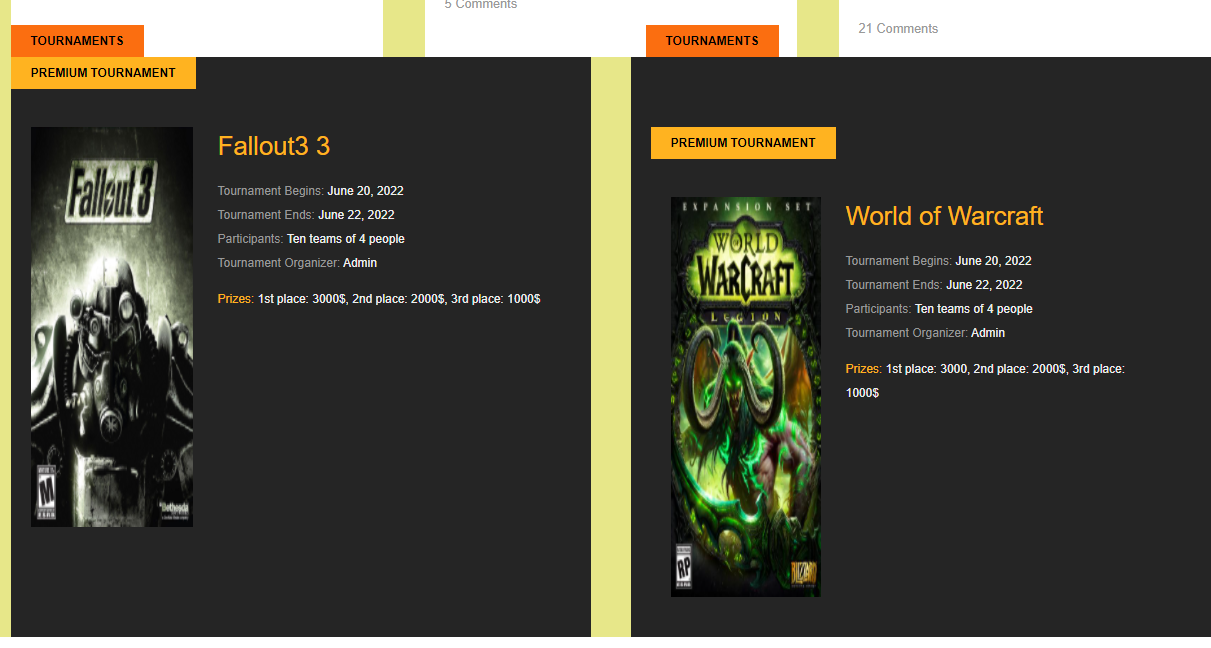 5 Comments
21 Comments
TOURNAMENTS
PREMIUM TOURNAMENT
Fallout 3
Fallout3 3
Tournament Begins: June 20, 2022
Tournament Ends: June 22, 2022
Participants: Ten teams of 4 people
Tournament Organizer: Admin
Prizes: 1st place: 3000$, 2nd place: 2000$, 3rd place: 1000$
M
Bethesda
TOURNAMENTS
PREMIUM TOURNAMENT
EXPANSION SET
WORLD
WARCRAFT
LEGION
World of Warcraft
Tournament Begins: June 20, 2022
Tournament Ends: June 22, 2022
Participants: Ten teams of 4 people
Tournament Organizer: Admin
Prizes: 1st place: 3000, 2nd place: 2000$, 3rd place:
1000$
RP
BLIZZARD